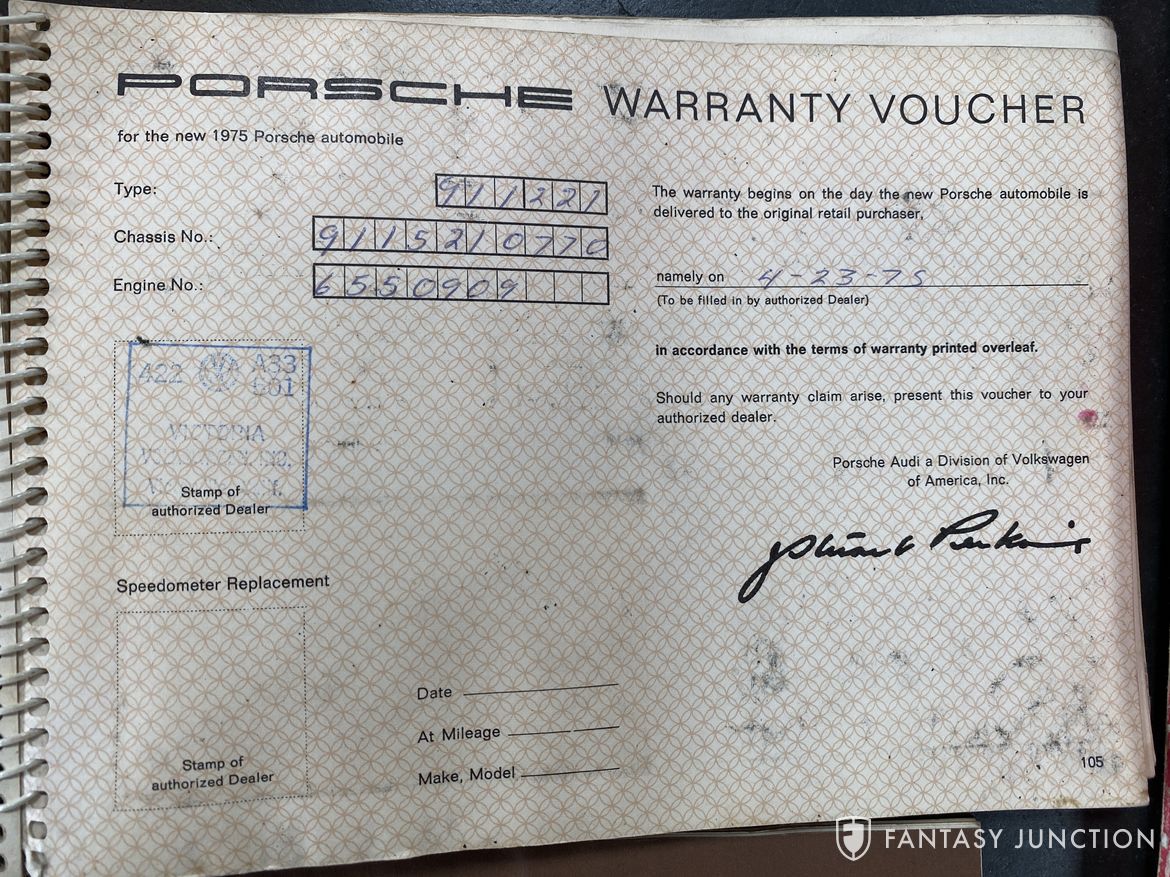 PORSCHE WARRANTY VOUCHER
for the new 1975 Porsche automobile
Type: 911221
Chassis No.: 9115210770
Engine No.: 6550909
422 A33
VICTORIA
Stamp of
authorized Dealer
Speedometer Replacement
Stamp of
authorized Dealer
Date
At Mileage
Make, Model
The warranty begins on the day the new Porsche automobile is
delivered to the original retail purchaser,
namely on 4-23-75
(To be filled in by authorized Dealer)
in accordance with the terms of warranty printed overleaf.
Should any warranty claim arise, present this voucher to your
authorized dealer.
Porsche Audi a Division of Volkswagen
of America, Inc.
J Stuart Perkins
105
FANTASY JUNCTION